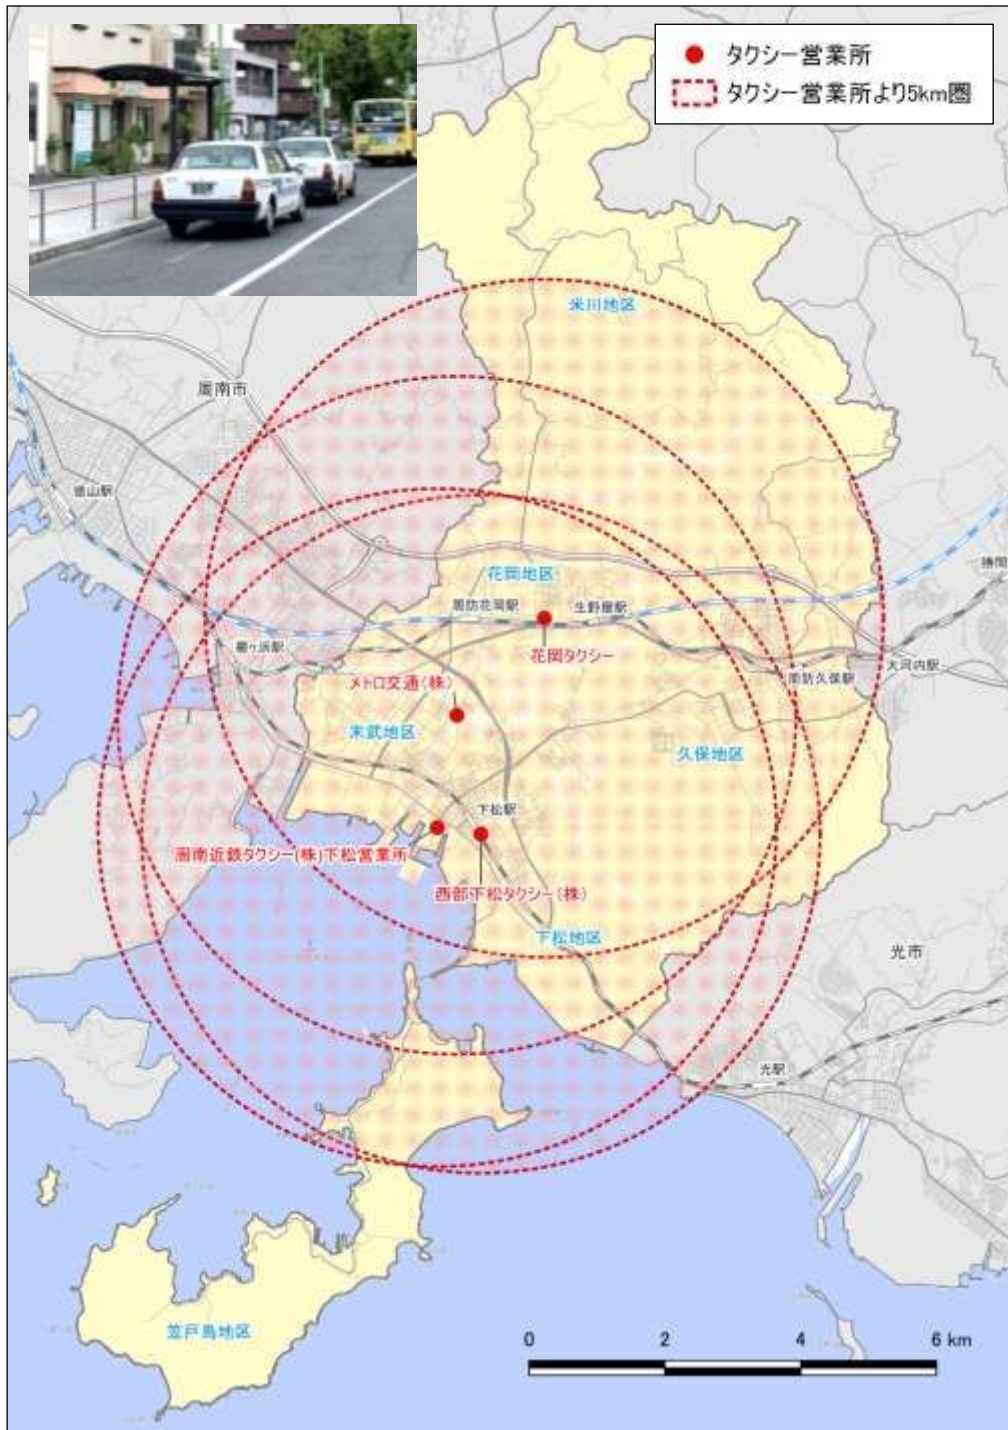 タクシー営業所
タクシー営業所より5km圏
米川地区
周南市
徳山駅
花岡地区
周防花岡駅
生野屋駅
櫛ヶ浜駅
花岡タクシー
大河内駅
周防久保駅
メトロ交通(株)
末武地区
久保地区
下松駅
周南近鉄タクシー(株)下松営業所
西部下松タクシー(株)
下松地区
光市
光駅
笠戸島地区
0 2 4 6 km